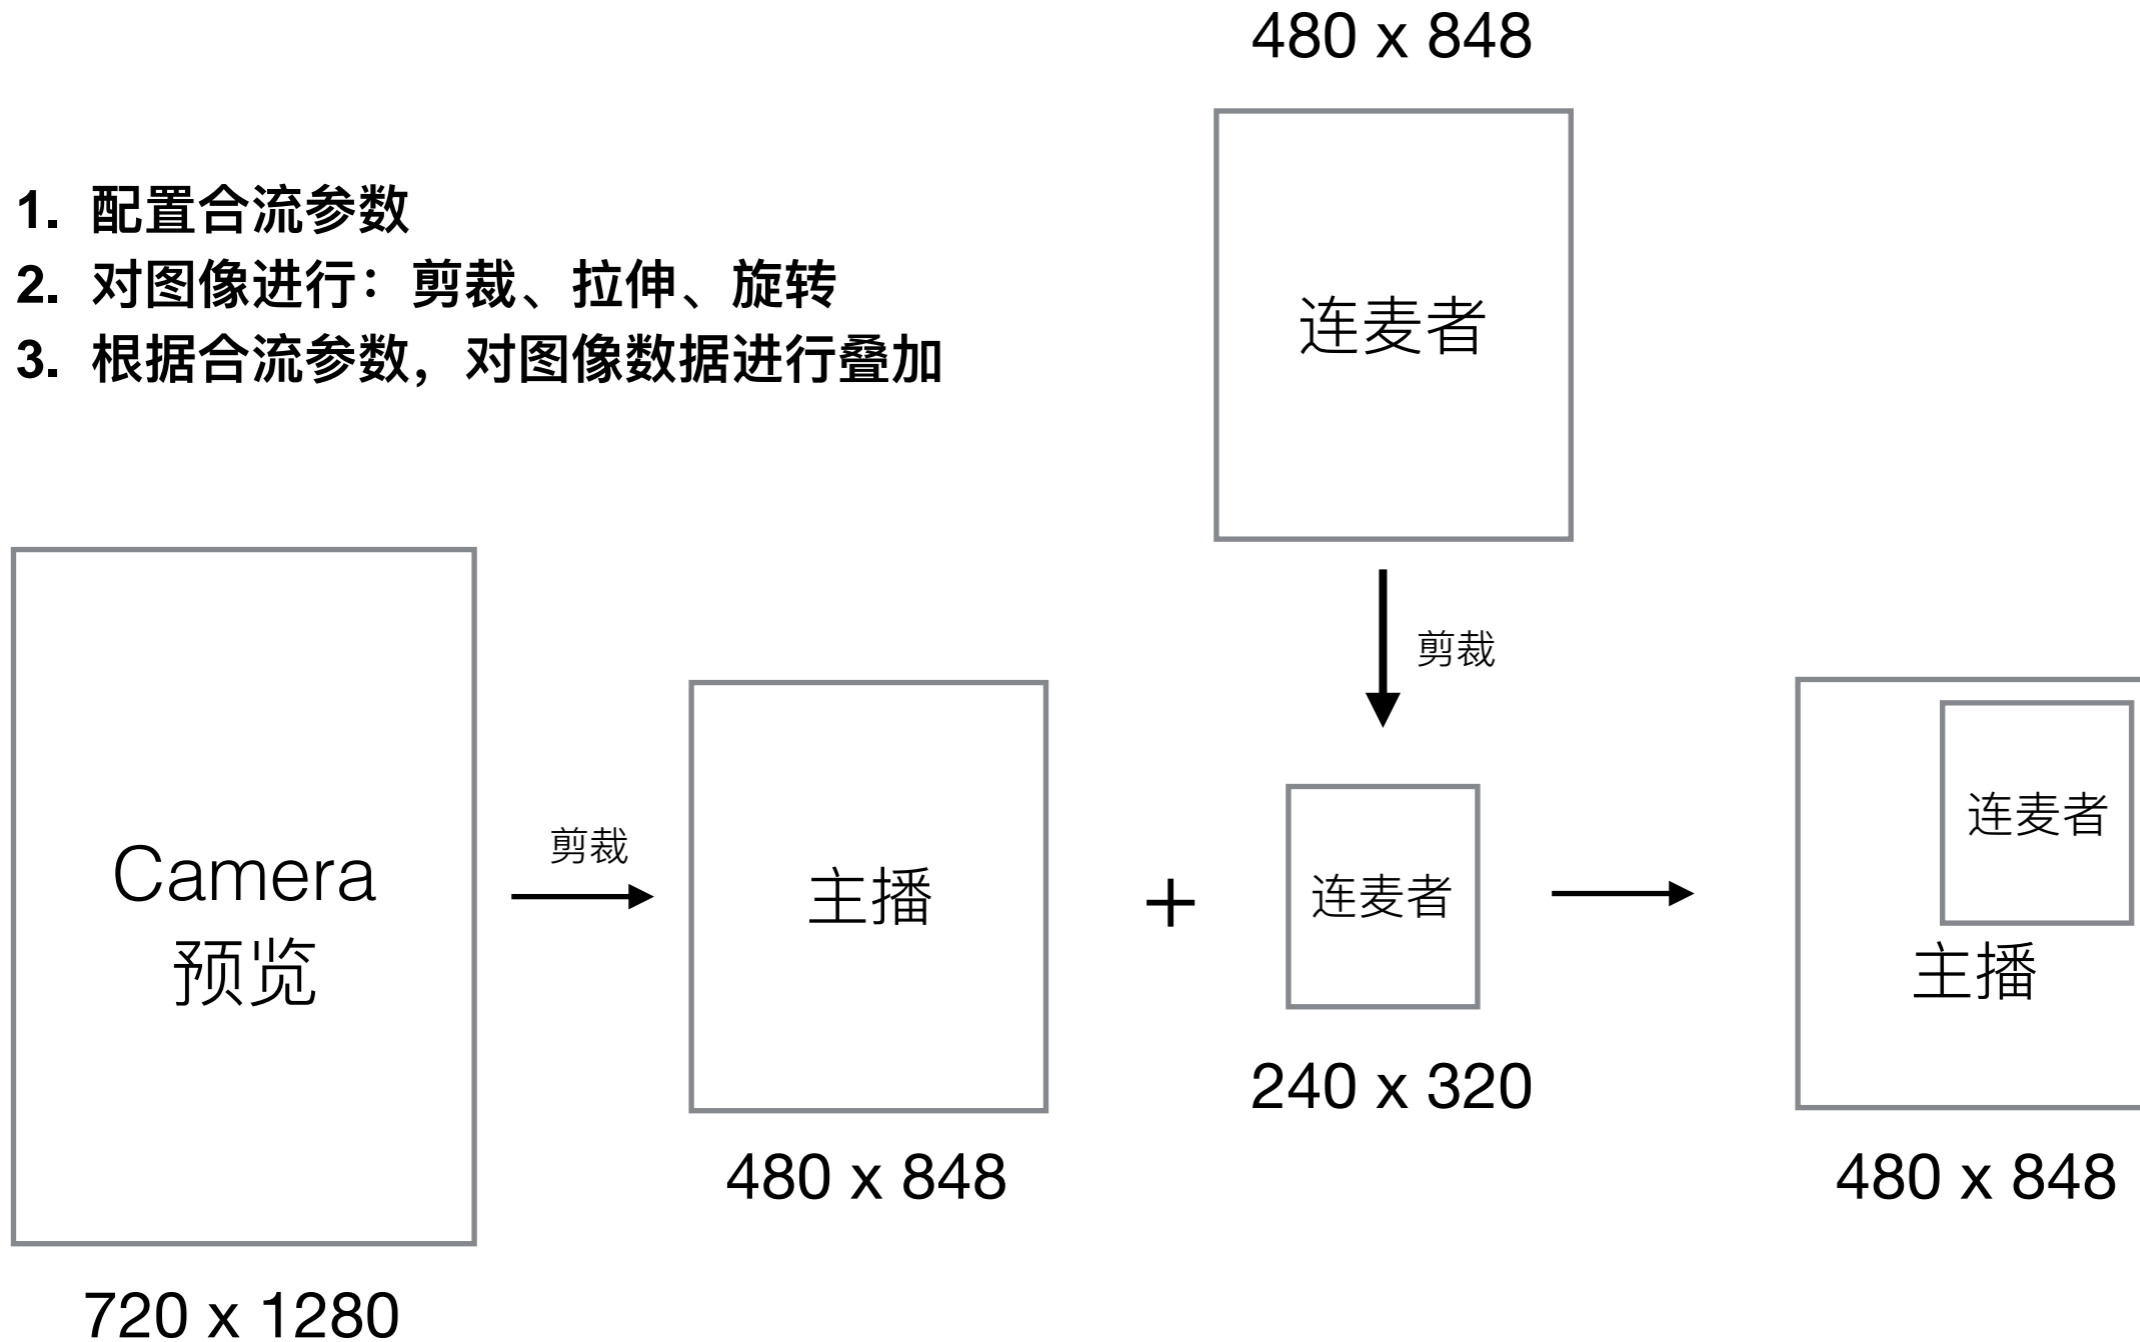 480 x 848
1. 配置合流参数
2. 对图像进行：剪裁、拉伸、旋转
3. 根据合流参数，对图像数据进行叠加
连麦者
剪裁
Camera
预览
剪裁
主播
+
连麦者
连麦者
主播
240 x 320
480 x 848
480 x 848
720 x 1280